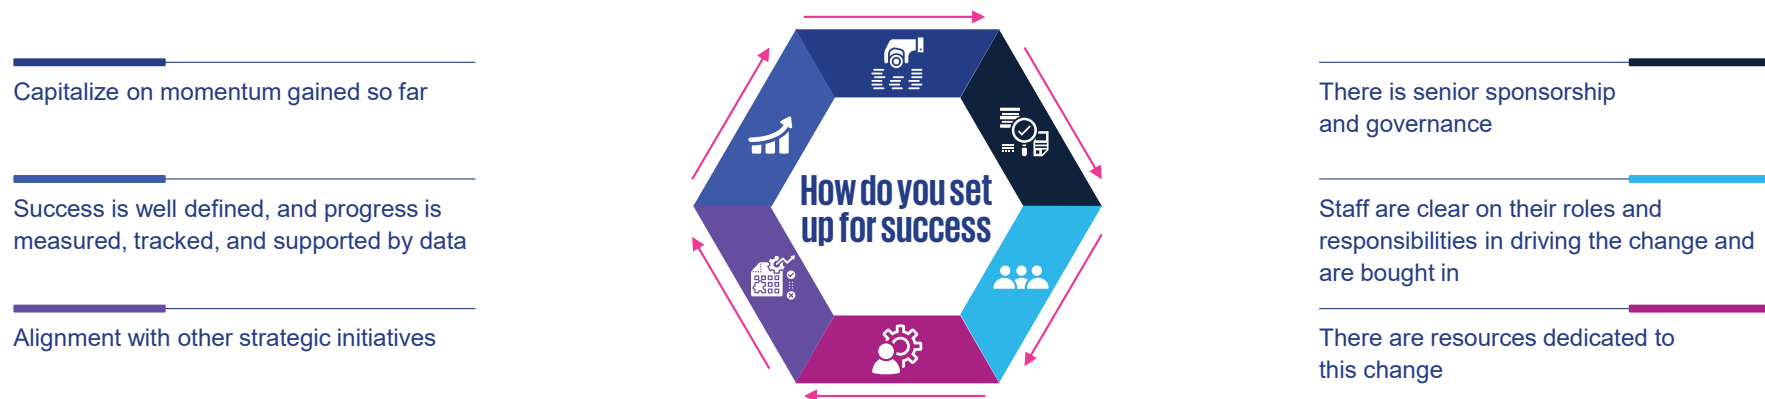 Capitalize on momentum gained so far
Success is well defined, and progress is
measured, tracked, and supported by data
Alignment with other strategic initiatives
How do you set
up for success
There is senior sponsorship
and governance
Staff are clear on their roles and
responsibilities in driving the change and
are bought in
There are resources dedicated to
this change